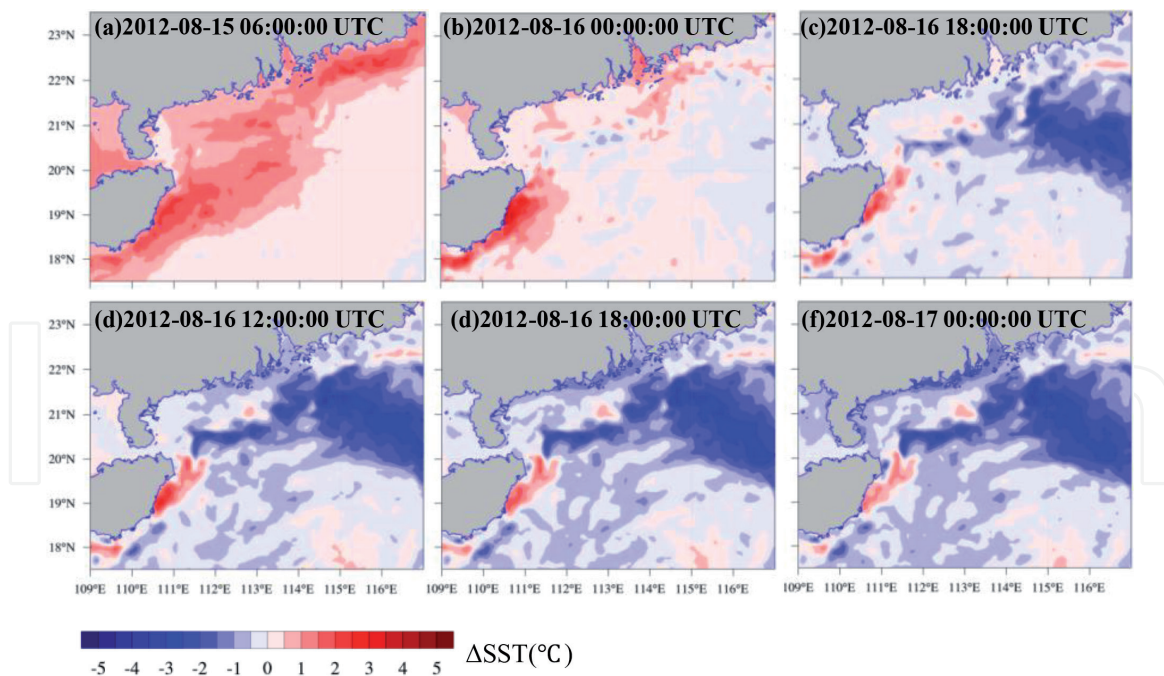 (a)2012-08-15 06:00:00 UTC
(b)2012-08-16 00:00:00 UTC
(c)2012-08-16 18:00:00 UTC
23°N
22°N
21°N
20°N
19°N
18°N
(d)2012-08-16 12:00:00 UTC
(d)2012-08-16 18:00:00 UTC
(f)2012-08-17 00:00:00 UTC
23°N
22°N
21°N
20°N
19°N
18°N
109°E 110°E 111°E 112°E 113°E 114°E 115°E 116°E
109°E 110°E 111°E 112°E 113°E 114°E 115°E 116°E
109°E 110°E 111°E 112°E 113°E 114°E 115°E 116°E
-5 -4 -3 -2 -1 0 1 2 3 4 5
ΔSST(℃)